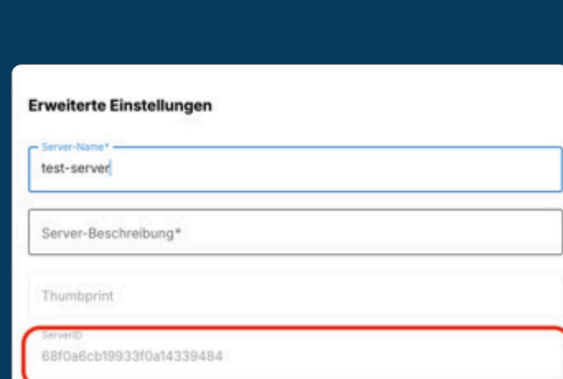 Erweiterte Einstellungen
Server-Name*
test-server
Server-Beschreibung*
Thumbprint
ServerID
68f0a6cb19933f0a14339484